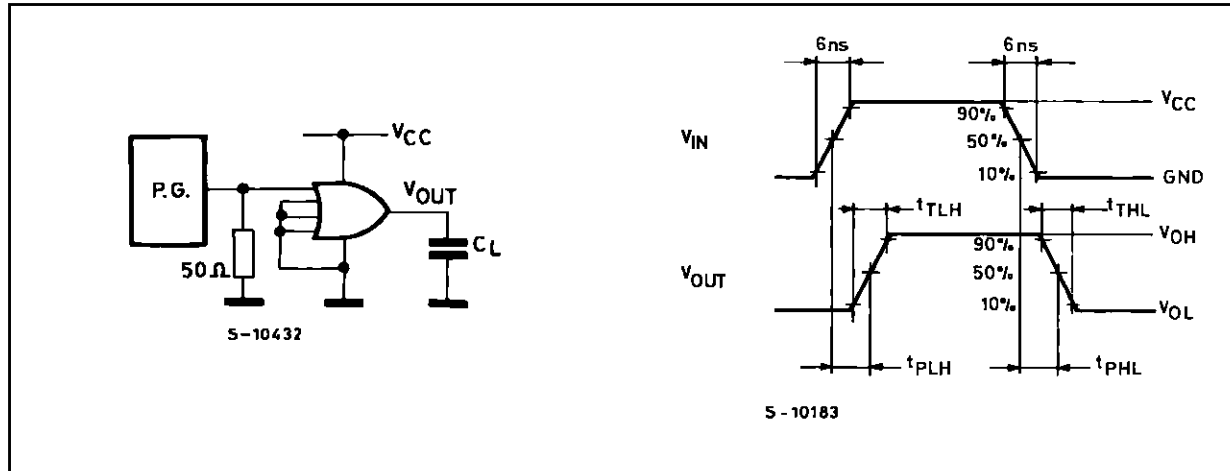 P.G.
V_CC
V_OUT
50Ω
C_L
S-10432
6ns
6ns
V_IN
90%
50%
10%
V_CC
GND
t_TLH
t_THL
V_OUT
90%
50%
10%
V_OH
V_OL
t_PLH
t_PHL
S-10183